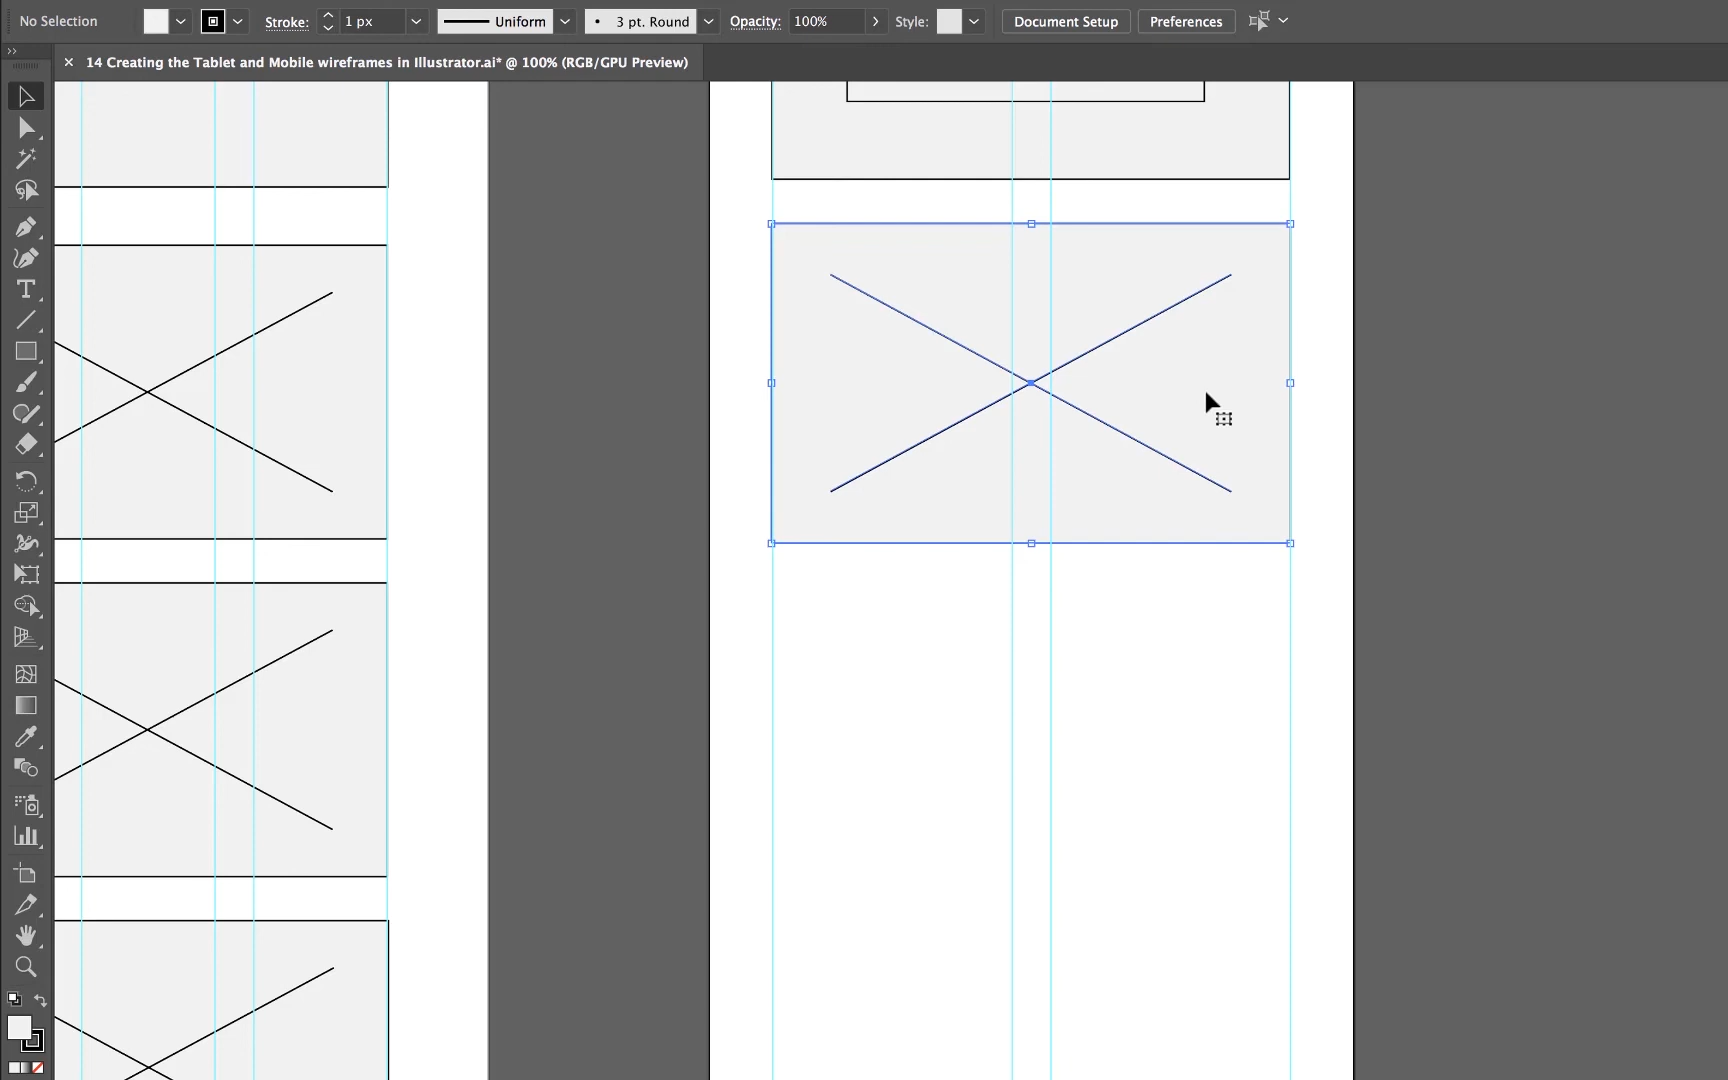 No Selection Stroke: 1 px Uniform 3 pt. Round Opacity: 100% Style: Document Setup Preferences
14 Creating the Tablet and Mobile wireframes in Illustrator.ai* @ 100% (RGB/GPU Preview)